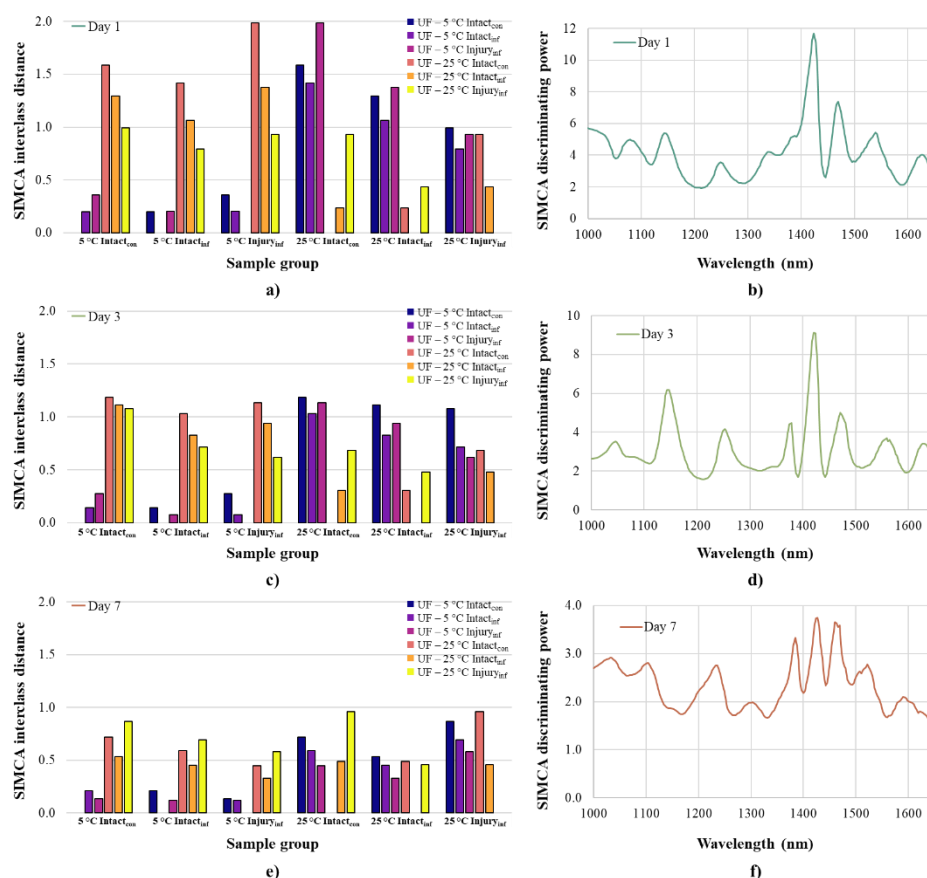 Day 1
UF – 5 °C Intactcon
UF – 5 °C Intactinf
UF – 5 °C Injuryinf
UF – 25 °C Intactcon
UF – 25 °C Intactinf
UF – 25 °C Injuryinf
SIMCA interclass distance
2.0
1.5
1.0
0.5
0.0
5 °C Intactcon 5 °C Intactinf 5 °C Injuryinf 25 °C Intactcon 25 °C Intactinf 25 °C Injuryinf
Sample group
a)
Day 1
SIMCA discriminating power
12
10
8
6
4
2
0
1000 1100 1200 1300 1400 1500 1600
Wavelength (nm)
b)
Day 3
UF – 5 °C Intactcon
UF – 5 °C Intactinf
UF – 5 °C Injuryinf
UF – 25 °C Intactcon
UF – 25 °C Intactinf
UF – 25 °C Injuryinf
SIMCA interclass distance
2.0
1.5
1.0
0.5
0.0
5 °C Intactcon 5 °C Intactinf 5 °C Injuryinf 25 °C Intactcon 25 °C Intactinf 25 °C Injuryinf
Sample group
c)
Day 3
SIMCA discriminating power
10
8
6
4
2
0
1000 1100 1200 1300 1400 1500 1600
Wavelength (nm)
d)
Day 7
UF – 5 °C Intactcon
UF – 5 °C Intactinf
UF – 5 °C Injuryinf
UF – 25 °C Intactcon
UF – 25 °C Intactinf
UF – 25 °C Injuryinf
SIMCA interclass distance
2.0
1.5
1.0
0.5
0.0
5 °C Intactcon 5 °C Intactinf 5 °C Injuryinf 25 °C Intactcon 25 °C Intactinf 25 °C Injuryinf
Sample group
e)
Day 7
SIMCA discriminating power
4.0
3.0
2.0
1.0
0.0
1000 1100 1200 1300 1400 1500 1600
Wavelength (nm)
f)